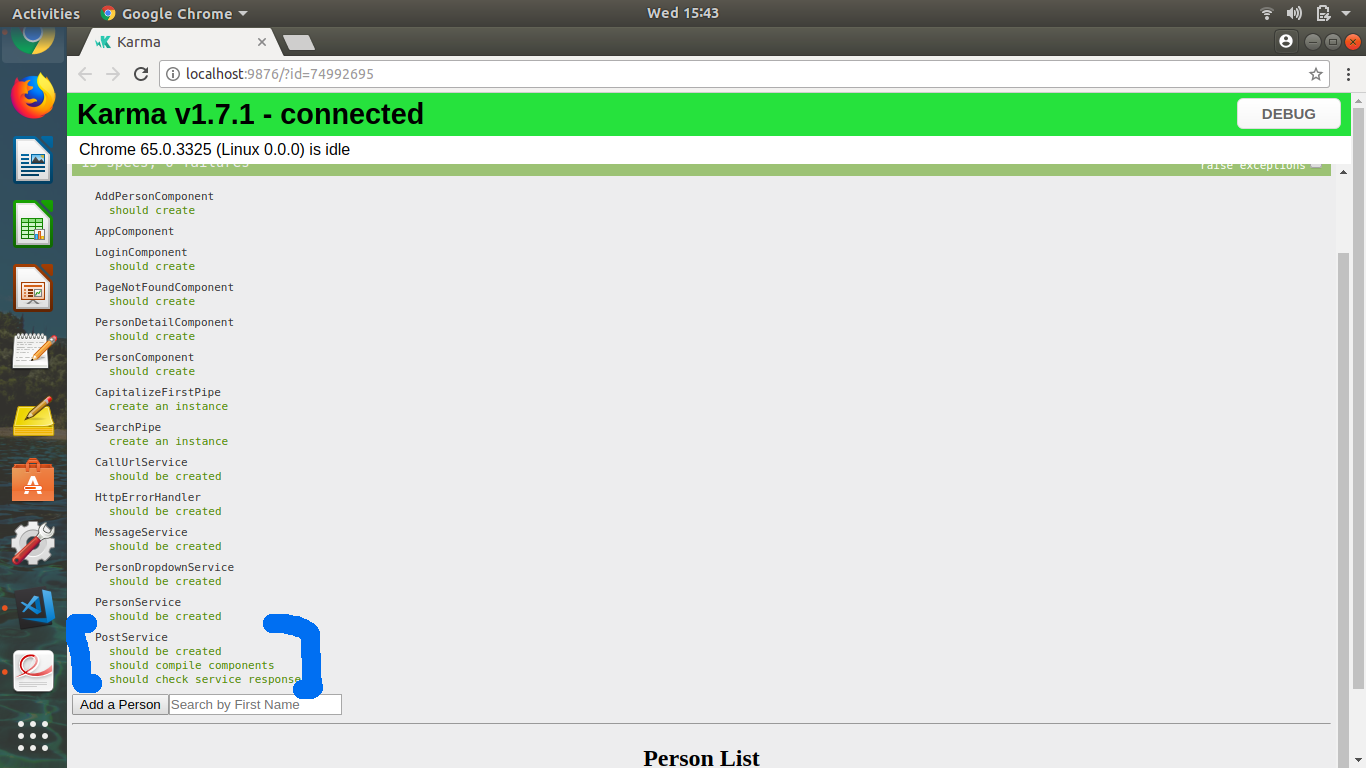 Activities Google Chrome Wed 15:43
Karma
localhost:9876/?id=74992695
Karma v1.7.1 - connected DEBUG
Chrome 65.0.3325 (Linux 0.0.0) is idle
AddPersonComponent
should create
AppComponent
LoginComponent
should create
PageNotFoundComponent
should create
PersonDetailComponent
should create
PersonComponent
should create
CapitalizeFirstPipe
create an instance
SearchPipe
create an instance
CallUrlService
should be created
HttpErrorHandler
should be created
MessageService
should be created
PersonDropdownService
should be created
PersonService
should be created
PostService
should be created
should compile components
should check service response
Add a Person Search by First Name
Person List